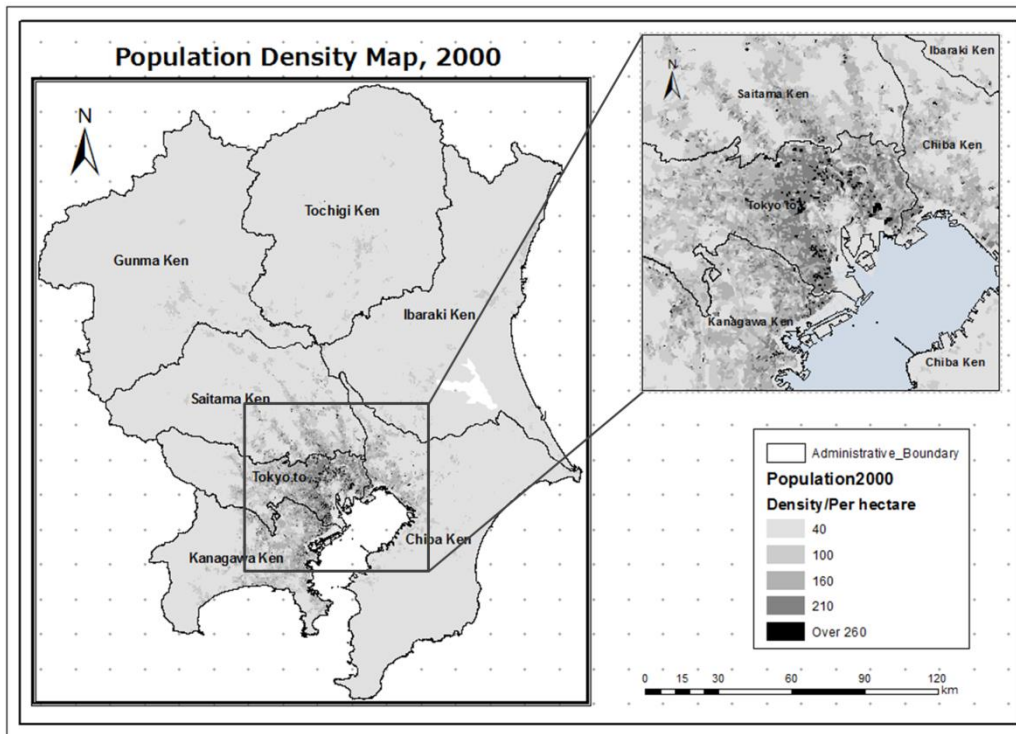 Population Density Map, 2000
N
Tochigi Ken
Gunma Ken
Ibaraki Ken
Saitama Ken
Tokyo to
Chiba Ken
Kanagawa Ken
N
Ibaraki Ken
Saitama Ken
Chiba Ken
Tokyo to
Kanagawa Ken
Chiba Ken
Administrative_Boundary
Population2000
Density/Per hectare
40
100
160
210
Over 260
0 15 30 60 90 120
km